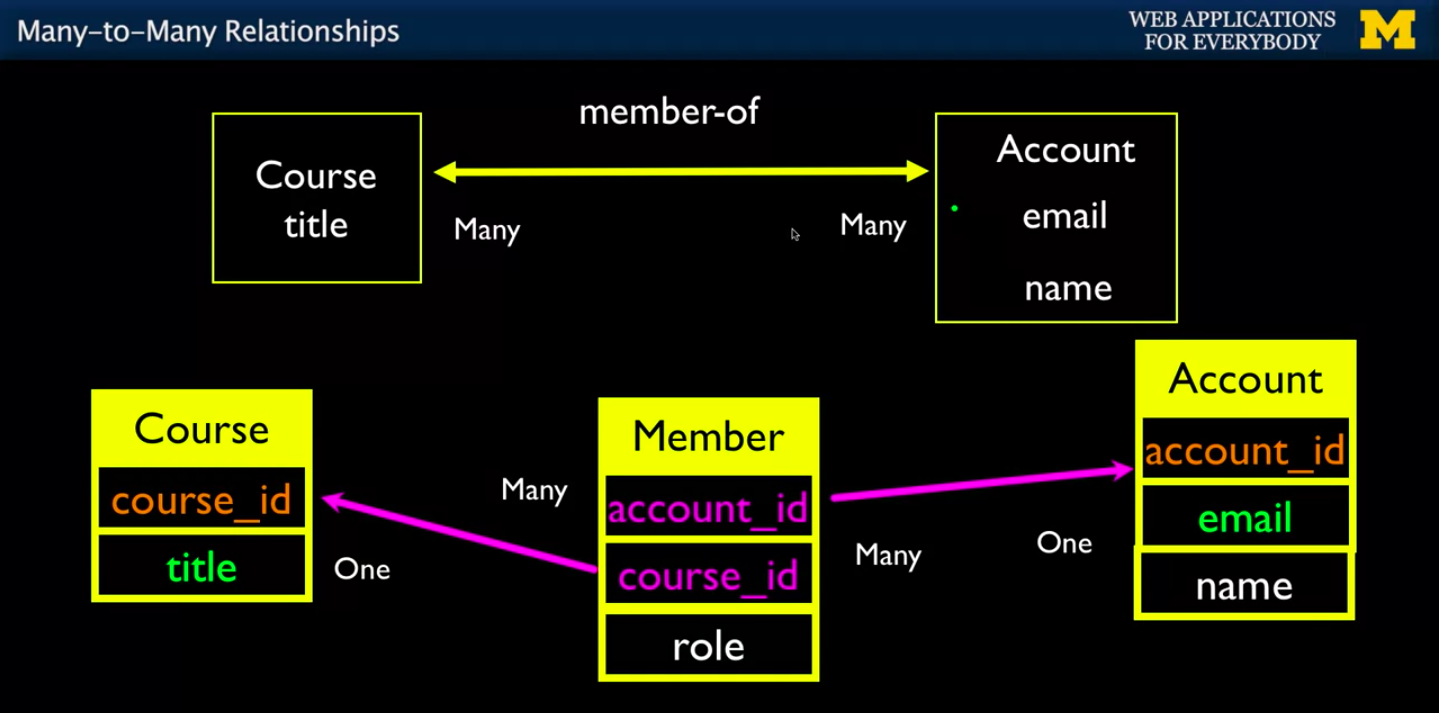 Many-to-Many Relationships
WEB APPLICATIONS
FOR EVERYBODY
M
member-of
Course
title
Many
Many
Account
email
name
Course
course_id
title
One
Many
Member
account_id
course_id
role
Many
One
Account
account_id
email
name